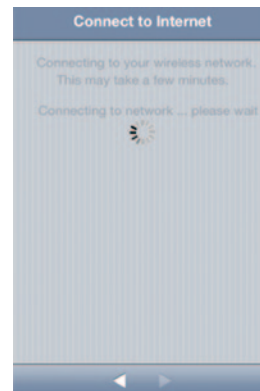 Connect to Internet
Connecting to your wireless network.
This may take a few minutes.
Connecting to network ... please wait